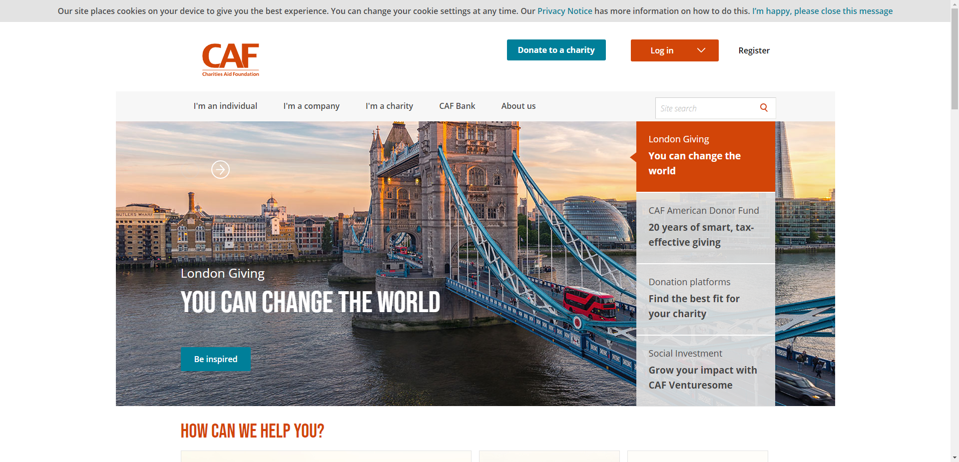 Our site places cookies on your device to give you the best experience. You can change your cookie settings at any time. Our Privacy Notice has more information on how to do this. I'm happy, please close this message
CAF
Charities Aid Foundation
Donate to a charity
Log in
Register
I'm an individual
I'm a company
I'm a charity
CAF Bank
About us
Site search
London Giving
You can change the
world
CAF American Donor Fund
20 years of smart, tax-
effective giving
Donation platforms
Find the best fit for
your charity
Social Investment
Grow your impact with
CAF Venturesome
London Giving
YOU CAN CHANGE THE WORLD
Be inspired
HOW CAN WE HELP YOU?